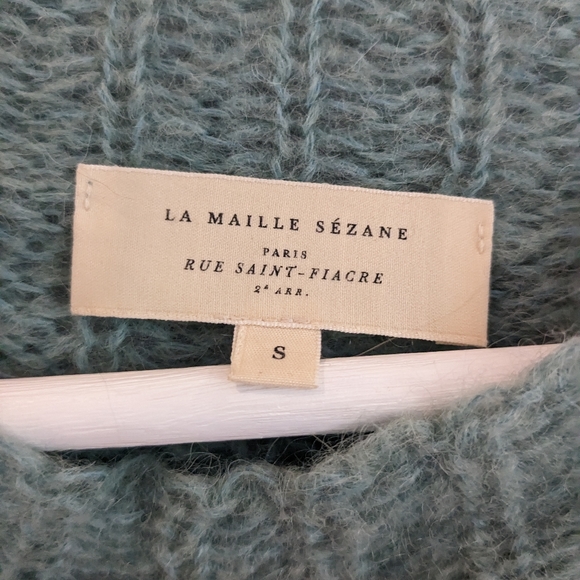 LA MAILLE SÉZANE
PARIS
RUE SAINT-FIACRE
2e ARR.
S